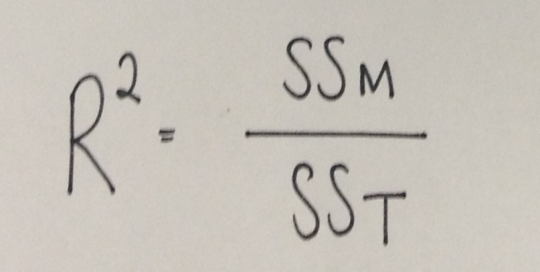 R² = SSM / SST